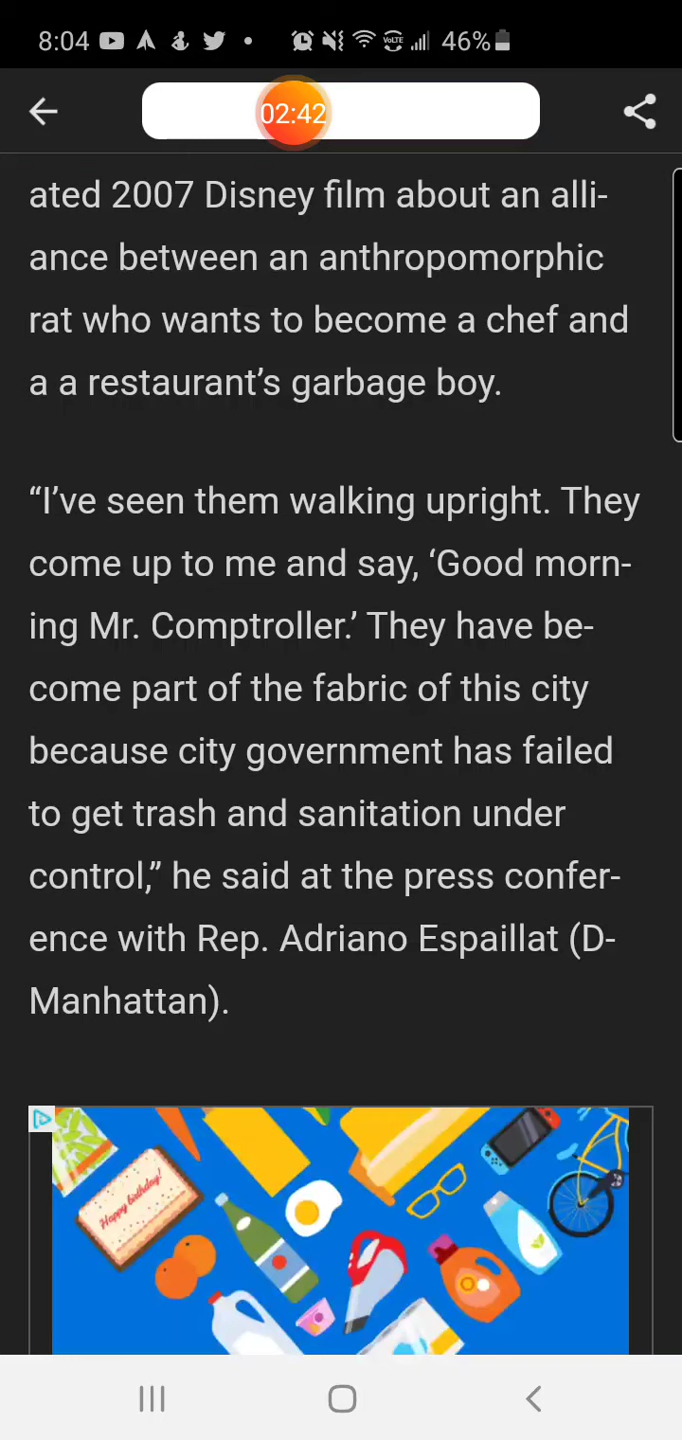 8:04
VoLTE
46%
02:42
ated 2007 Disney film about an alli-
ance between an anthropomorphic
rat who wants to become a chef and
a a restaurant’s garbage boy.
“I’ve seen them walking upright. They
come up to me and say, ‘Good morn-
ing Mr. Comptroller.’ They have be-
come part of the fabric of this city
because city government has failed
to get trash and sanitation under
control,” he said at the press confer-
ence with Rep. Adriano Espaillat (D-
Manhattan).
Happy birthday!